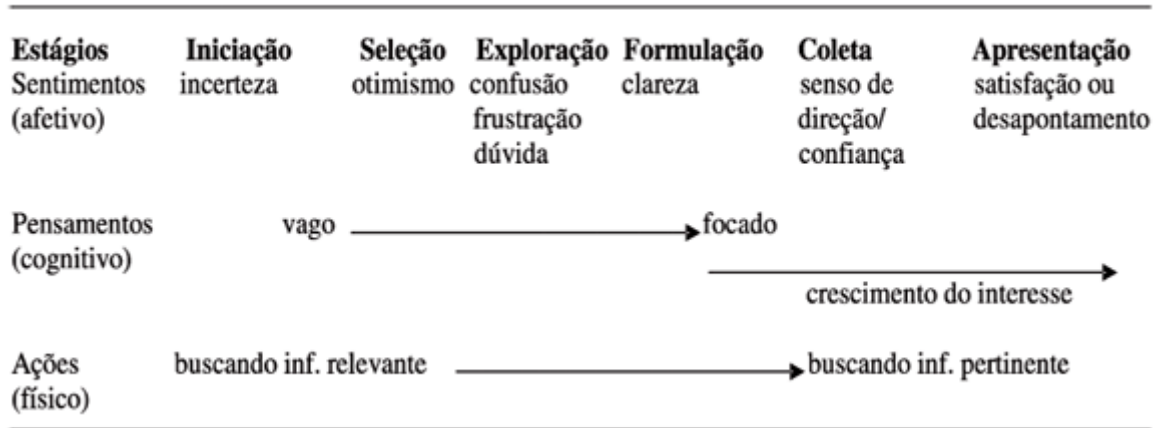 Estágios Iniciação Seleção Exploração Formulação Coleta Apresentação
Sentimentos incerteza otimismo confusão clareza senso de satisfação ou
(afetivo) frustração direção/ desapontamento
dúvida confiança
Pensamentos vago focado
(cognitivo)
crescimento do interesse
Ações buscando inf. relevante buscando inf. pertinente
(físico)